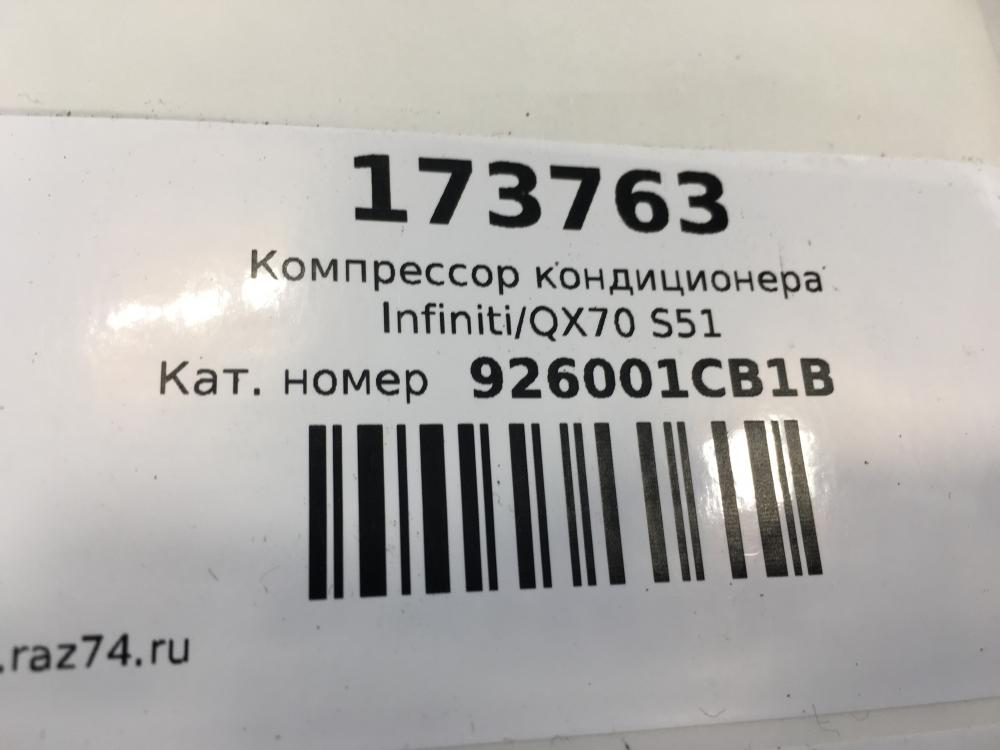 173763
Компрессор кондиционера
Infiniti/QX70 S51
Кат. номер 926001CB1B
.raz74.ru